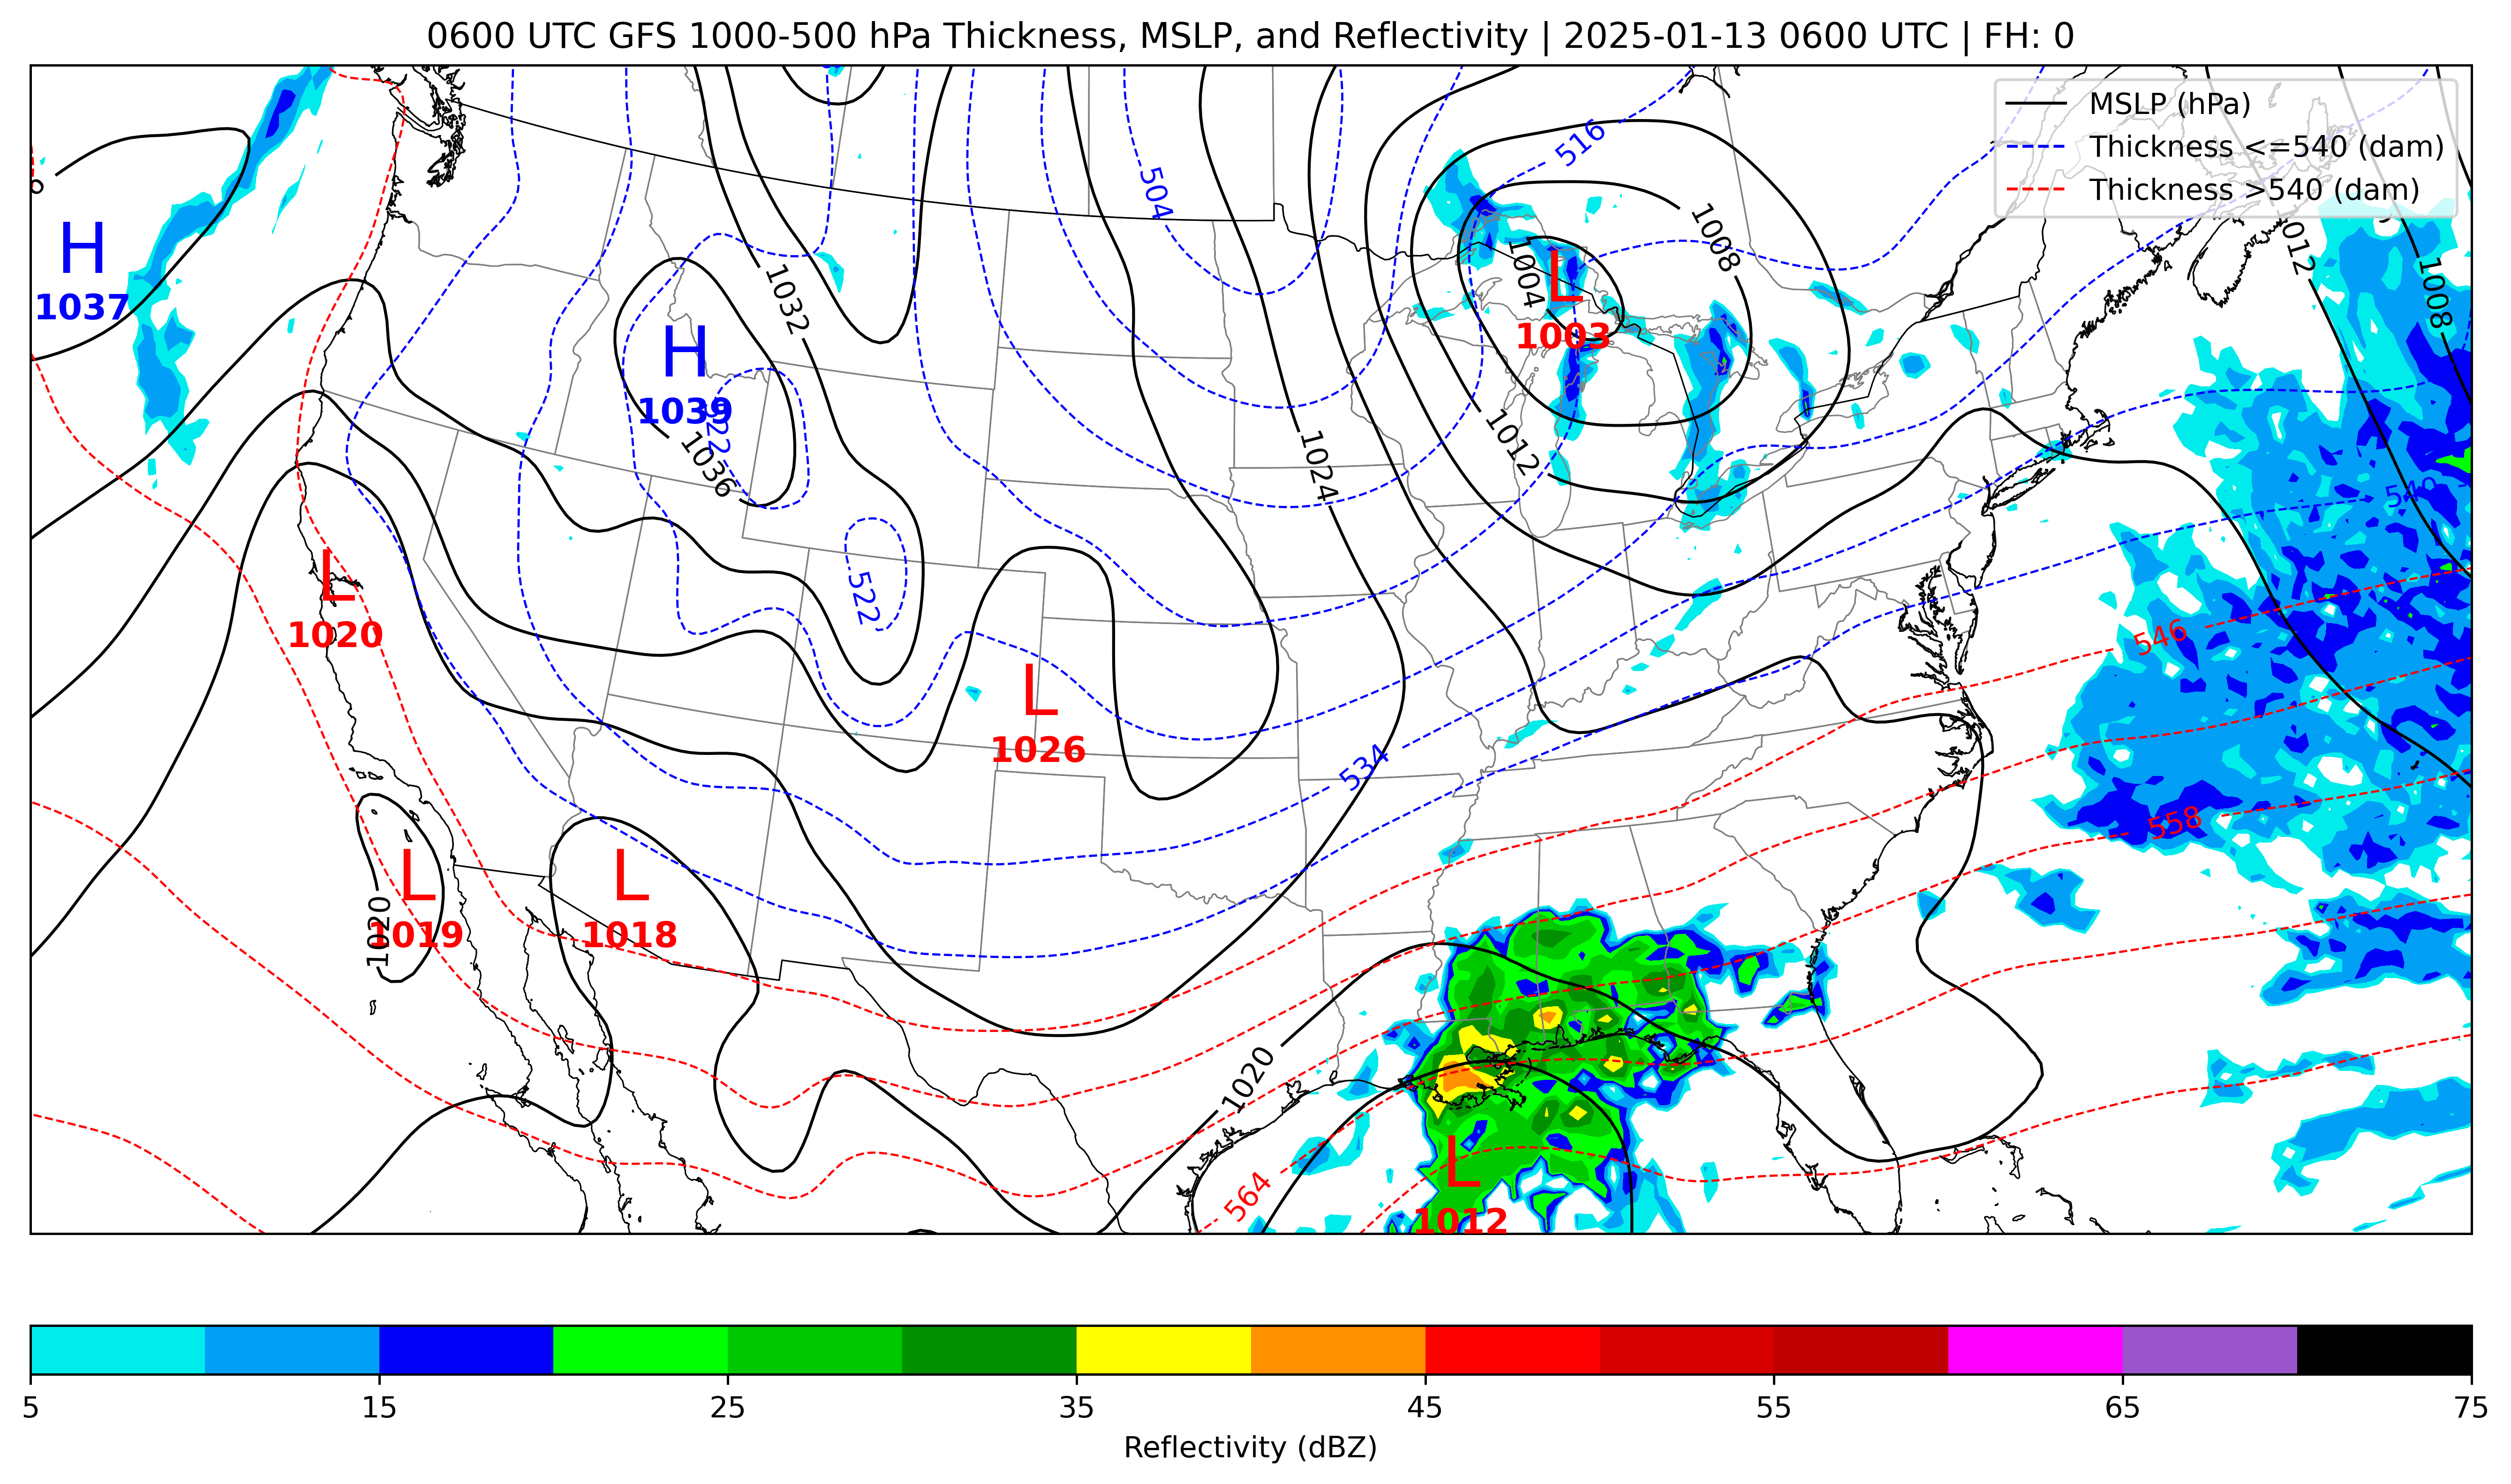 0600 UTC GFS 1000-500 hPa Thickness, MSLP, and Reflectivity | 2025-01-13 0600 UTC | FH: 0
MSLP (hPa)
Thickness <=540 (dam)
Thickness >540 (dam)
516
504
1008
1012
1008
H
1037
1032
1004
L
1003
H
1039
522
1036
1024
1012
540
L
1020
522
546
L
1026
534
558
L
1019
1020
L
1018
1020
564
L
1012
5
15
25
35
45
55
65
75
Reflectivity (dBZ)